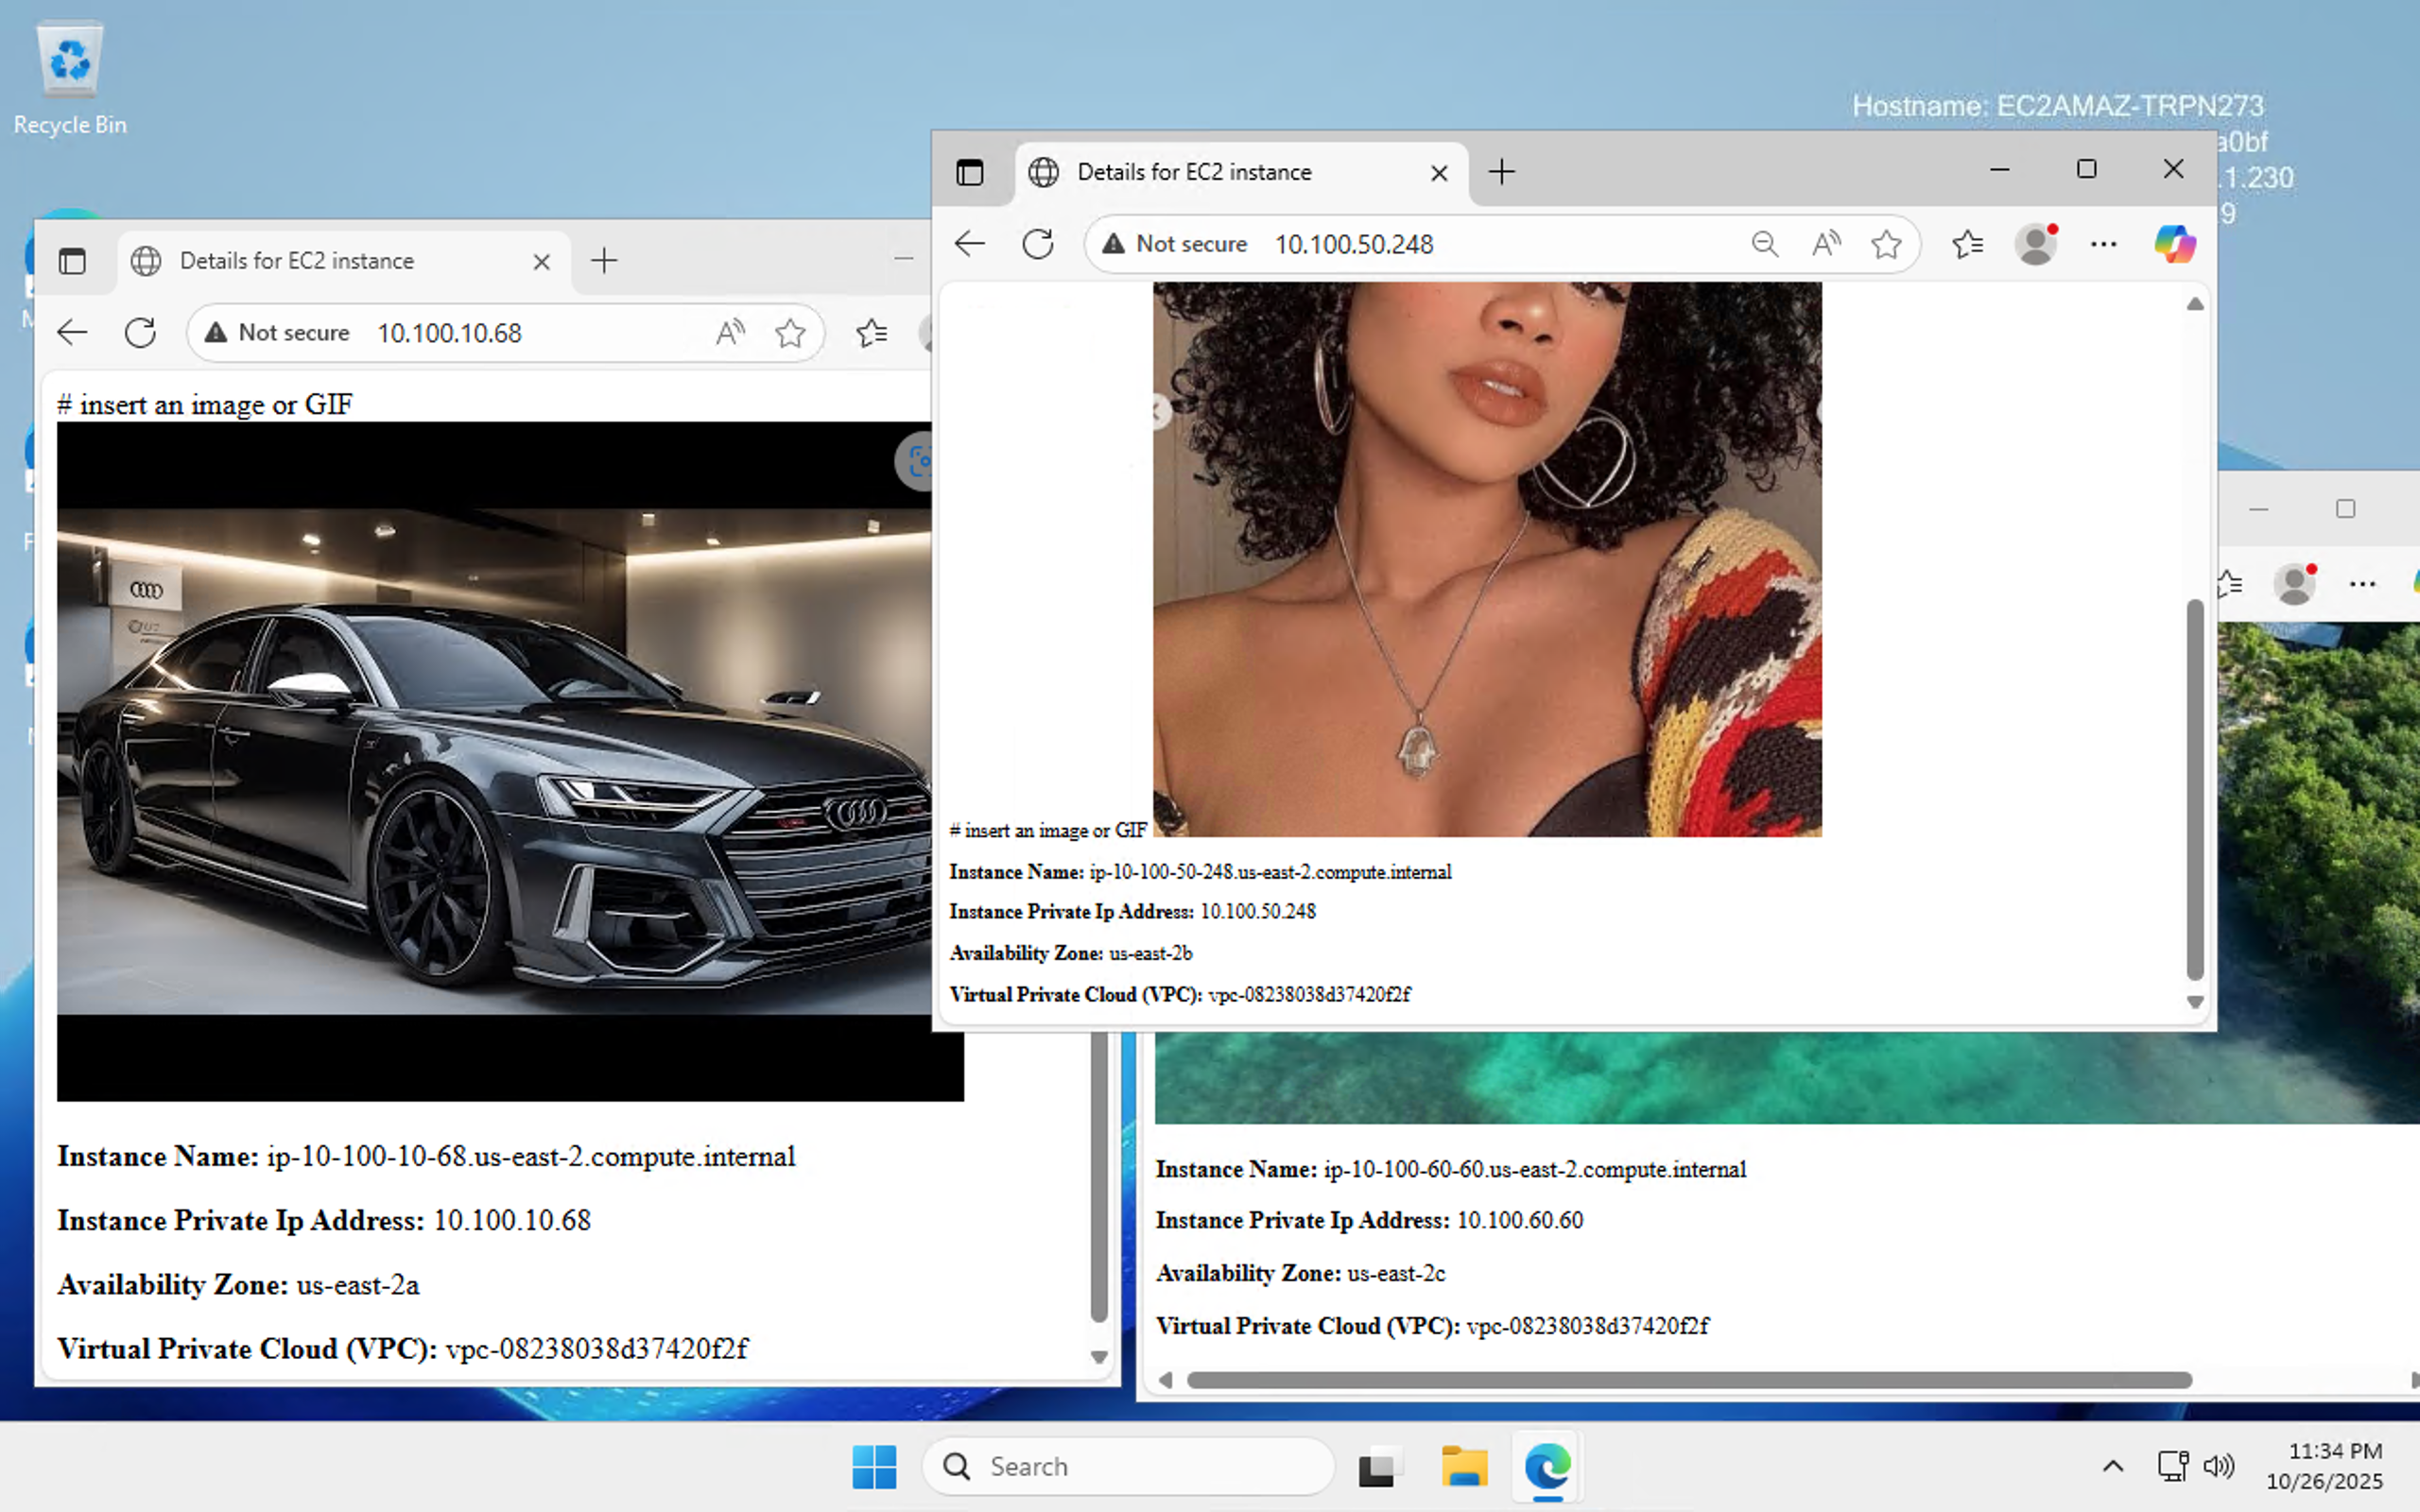 Recycle Bin
Hostname: EC2AMAZ-TRPN273
a0bf
.1.230
9
Details for EC2 instance
Not secure 10.100.50.248
# insert an image or GIF
Instance Name: ip-10-100-50-248.us-east-2.compute.internal
Instance Private Ip Address: 10.100.50.248
Availability Zone: us-east-2b
Virtual Private Cloud (VPC): vpc-08238038d37420f2f
Details for EC2 instance
Not secure 10.100.10.68
# insert an image or GIF
Instance Name: ip-10-100-10-68.us-east-2.compute.internal
Instance Private Ip Address: 10.100.10.68
Availability Zone: us-east-2a
Virtual Private Cloud (VPC): vpc-08238038d37420f2f
Instance Name: ip-10-100-60-60.us-east-2.compute.internal
Instance Private Ip Address: 10.100.60.60
Availability Zone: us-east-2c
Virtual Private Cloud (VPC): vpc-08238038d37420f2f
Search
11:34 PM
10/26/2025